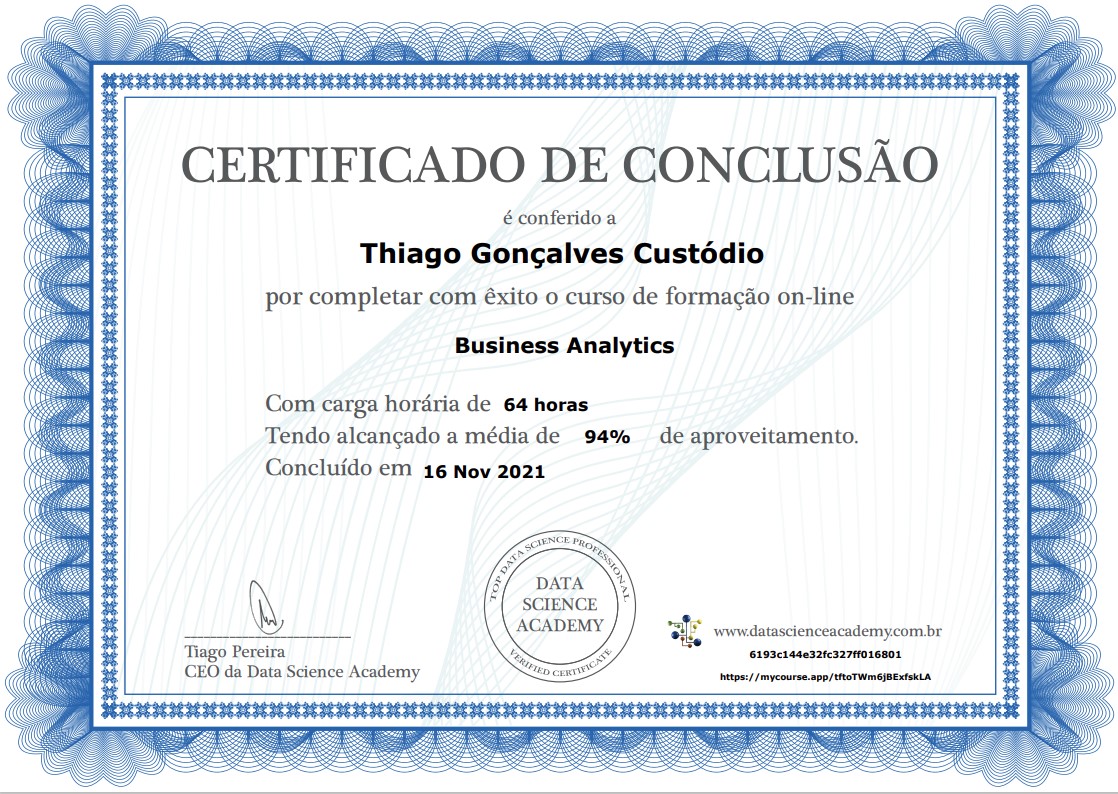 CERTIFICADO DE CONCLUSÃO
é conferido a
Thiago Gonçalves Custódio
por completar com êxito o curso de formação on-line
Business Analytics
Com carga horária de 64 horas
Tendo alcançado a média de 94% de aproveitamento.
Concluído em 16 Nov 2021
TOP DATA SCIENCE PROFESSIONAL
DATA
SCIENCE
ACADEMY
VERIFIED CERTIFICATE
Tiago Pereira
CEO da Data Science Academy
www.datascienceacademy.com.br
6193c144e32fc327ff016801
https://mycourse.app/tftoTWm6jBExfskLA